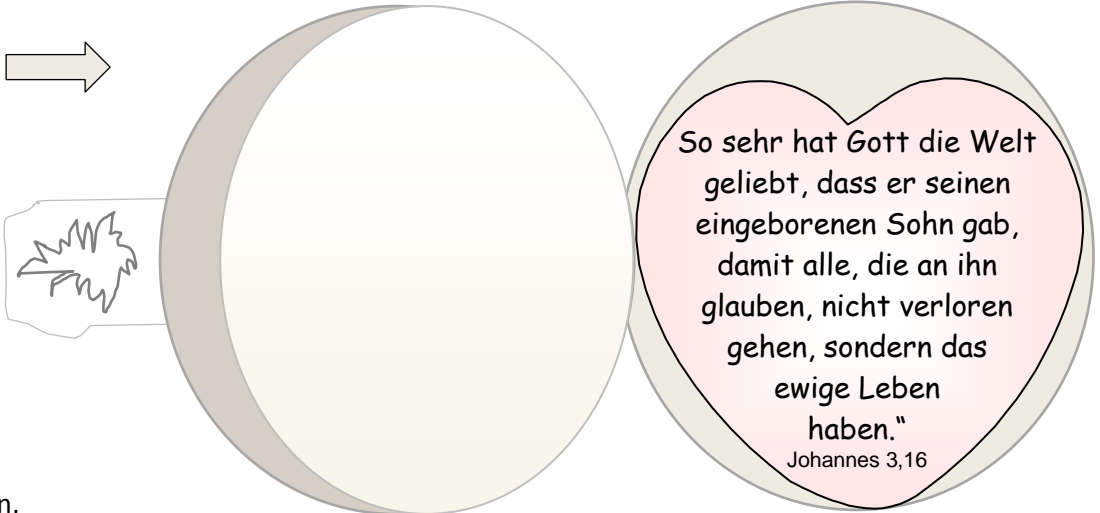 So sehr hat Gott die Welt
geliebt, dass er seinen
eingeborenen Sohn gab,
damit alle, die an ihn
glauben, nicht verloren
gehen, sondern das
ewige Leben
haben.“
Johannes 3,16
n.